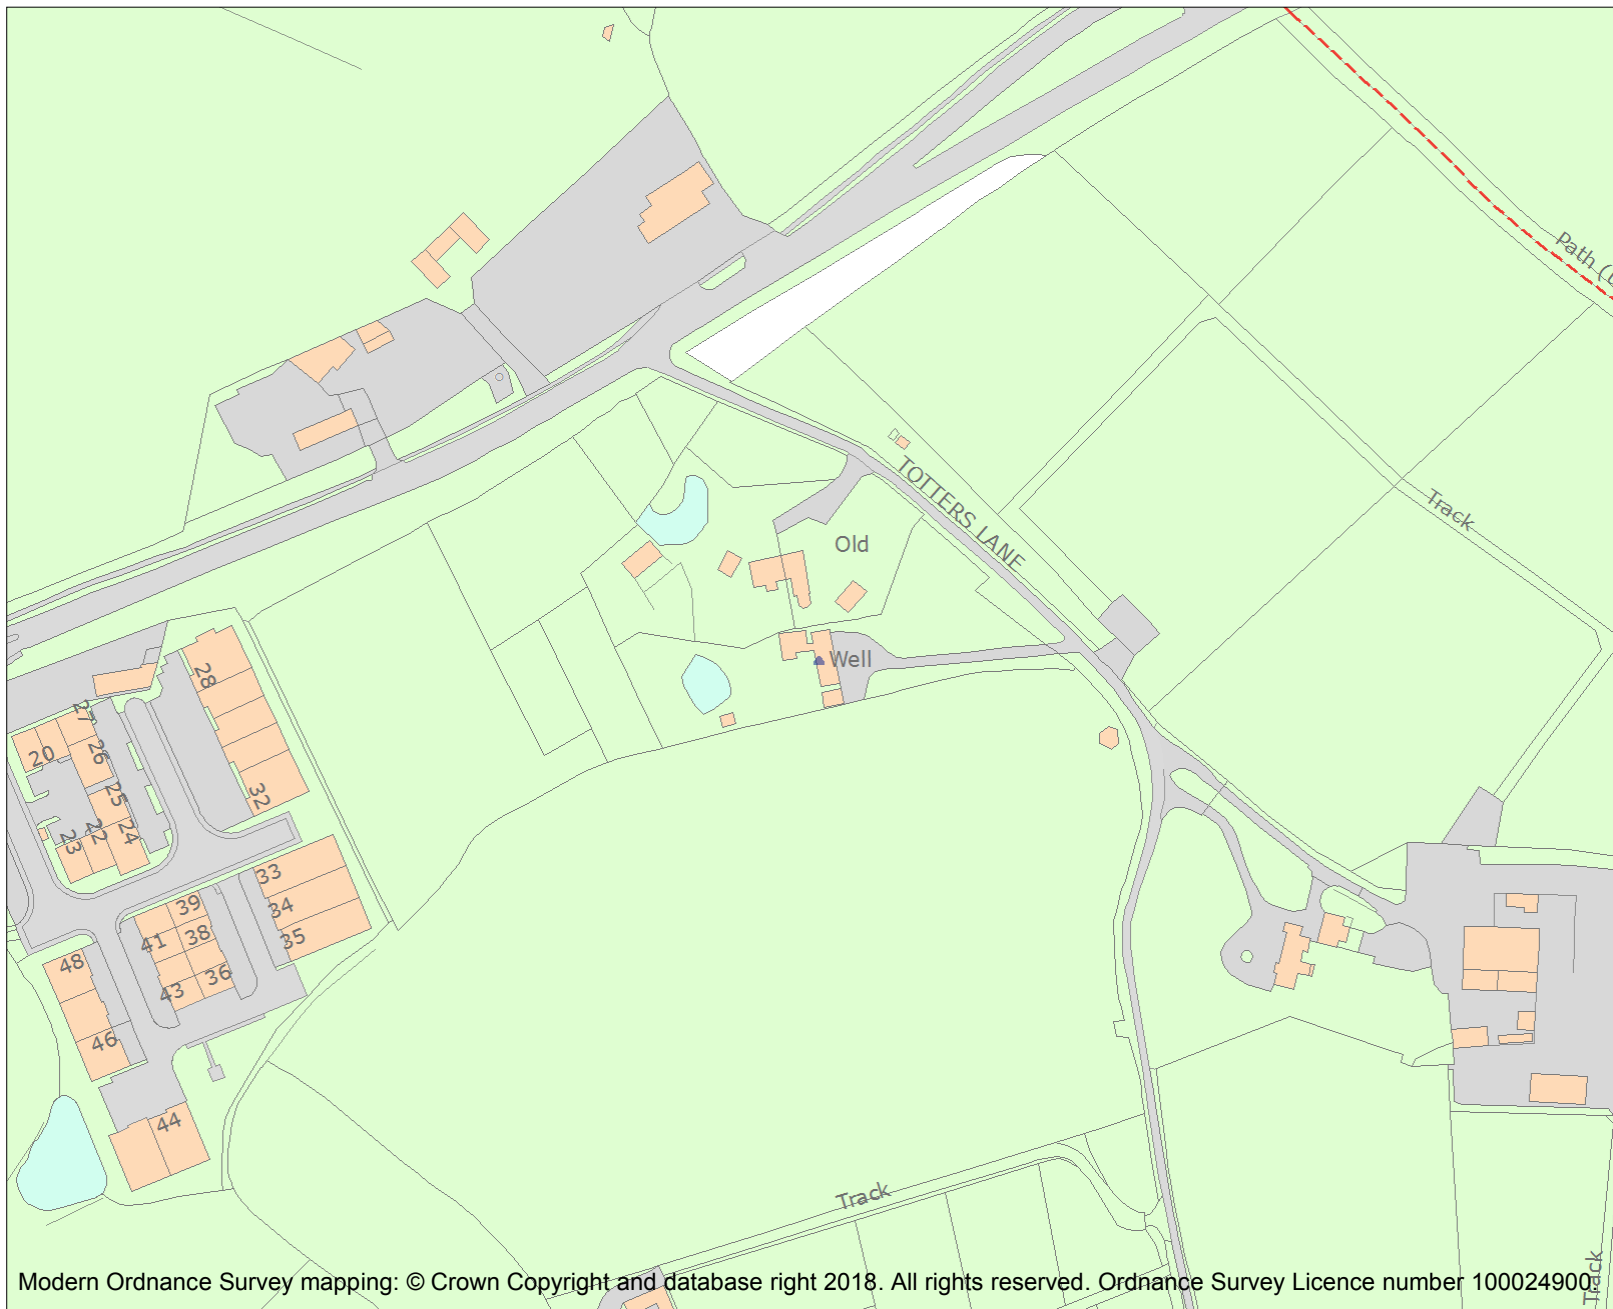 Path (u
TOTTERS LANE
Track
Old
Well
28
27
20
26
25
32
23
22
24
33
39
34
41
38
35
48
36
43
46
44
Track
Track
Modern Ordnance Survey mapping: © Crown Copyright and database right 2018. All rights reserved. Ordnance Survey Licence number 100024900.